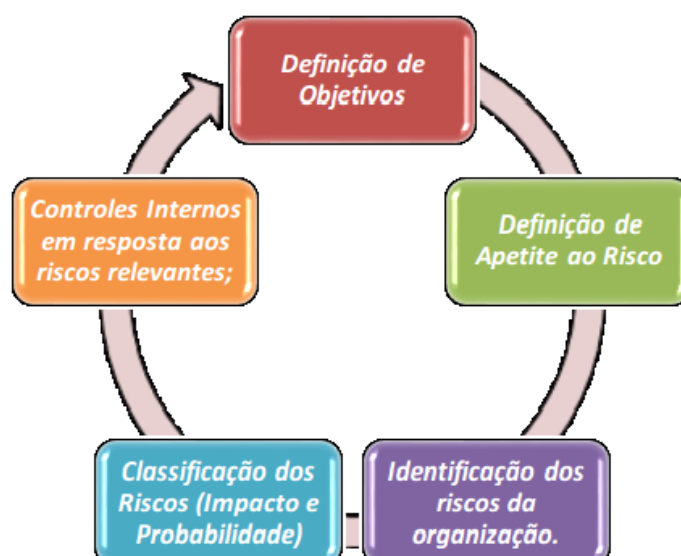 Definição de
Objetivos
Definição de
Apetite ao Risco
Identificação dos
riscos da
organização.
Classificação dos
Riscos (Impacto e
Probabilidade)
Controles Internos
em resposta aos
riscos relevantes;